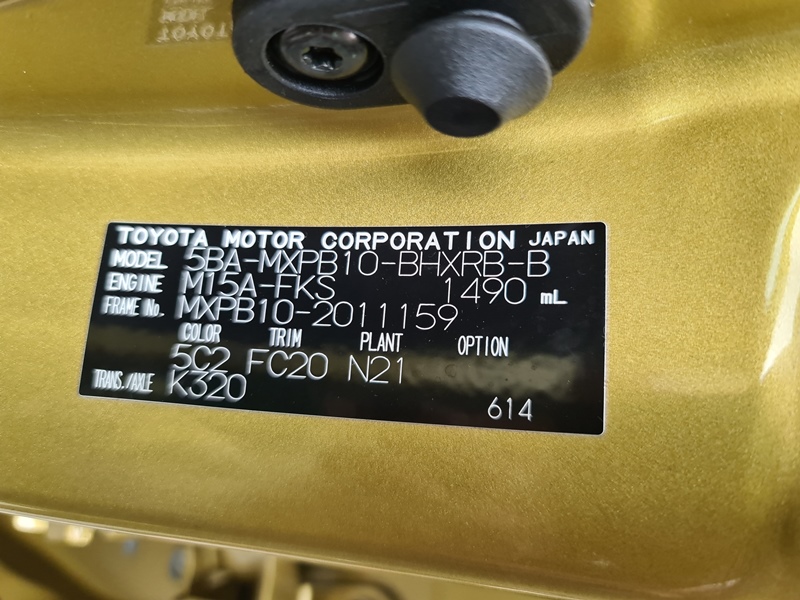 TOYOTA MOTOR CORPORATION JAPAN
MODEL 5BA-MXPB10-BHXRB-B
ENGINE M15A-FKS 1490 mL
FRAME No. MXPB10-2011159
COLOR TRIM PLANT OPTION
5C2 FC20 N21
TRANS./AXLE K320
614